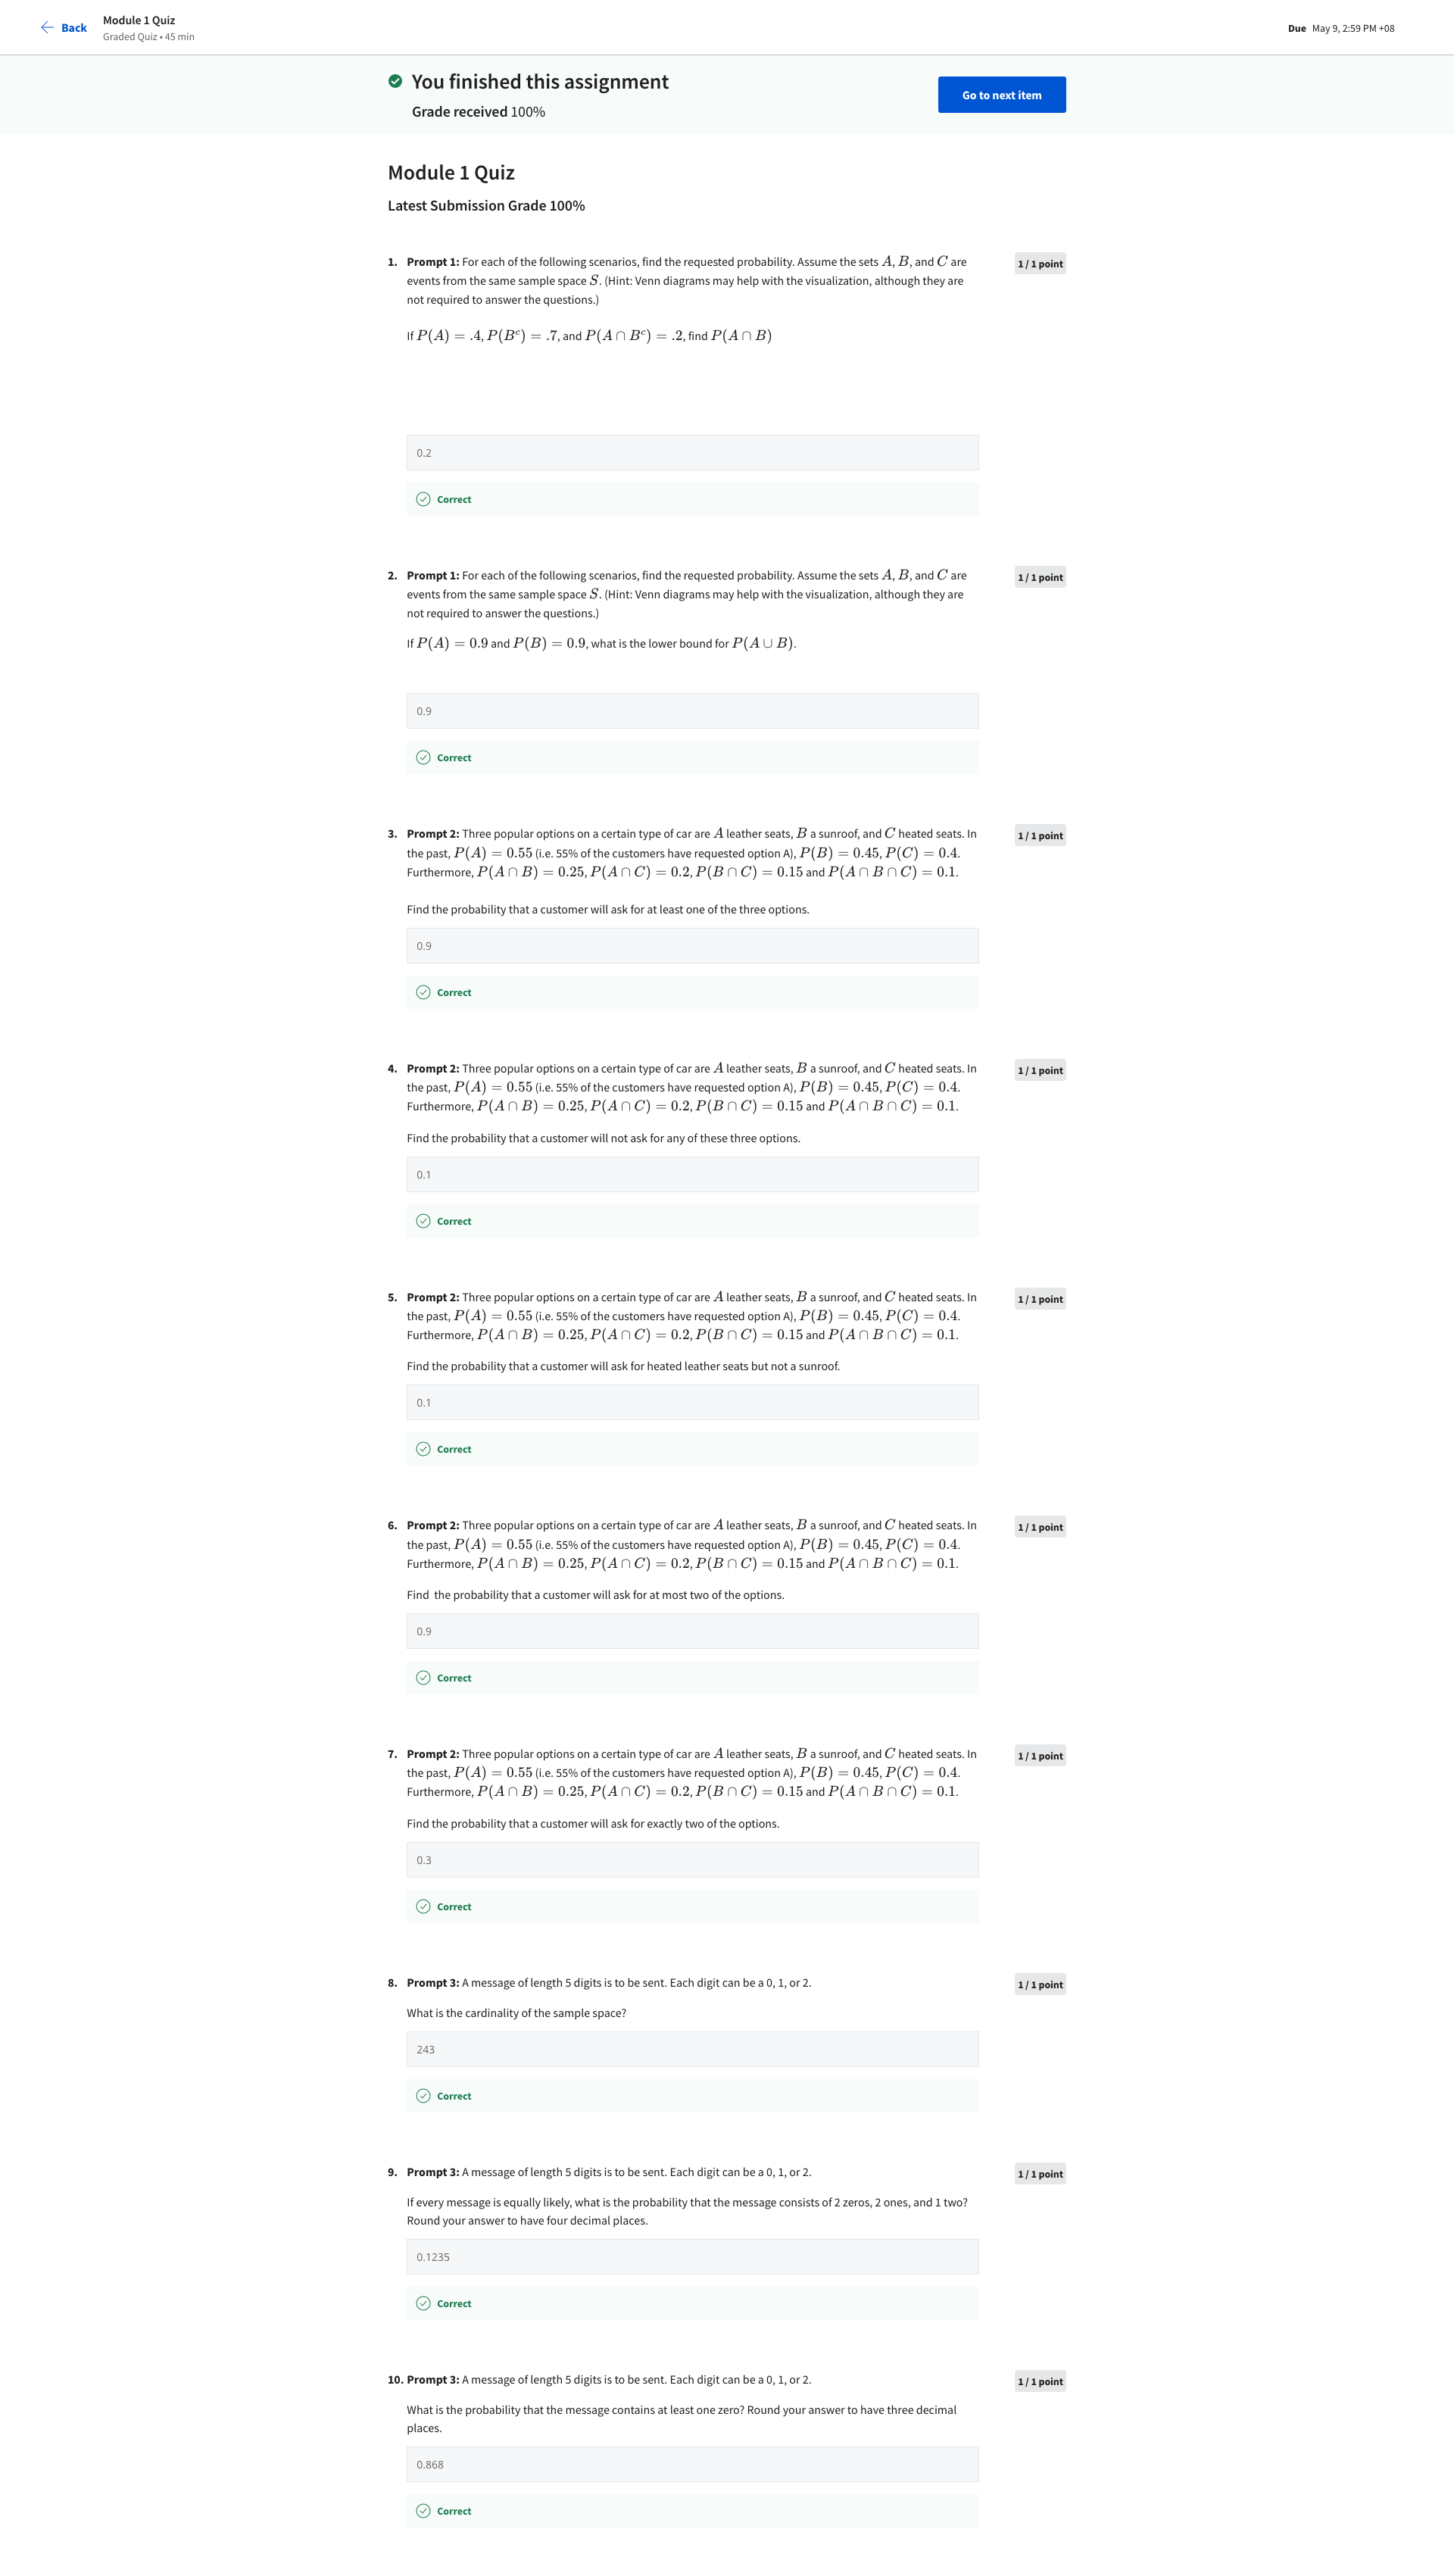 Back
Module 1 Quiz
Graded Quiz • 45 min
Due May 9, 2:59 PM +08
You finished this assignment
Grade received 100%
Go to next item
Module 1 Quiz
Latest Submission Grade 100%
1. Prompt 1: For each of the following scenarios, find the requested probability. Assume the sets A, B, and C are
events from the same sample space S. (Hint: Venn diagrams may help with the visualization, although they are
not required to answer the questions.)
1 / 1 point
If P(A) = .4, P(Bᶜ) = .7, and P(A ∩ Bᶜ) = .2, find P(A ∩ B)
0.2
Correct
2. Prompt 1: For each of the following scenarios, find the requested probability. Assume the sets A, B, and C are
events from the same sample space S. (Hint: Venn diagrams may help with the visualization, although they are
not required to answer the questions.)
1 / 1 point
If P(A) = 0.9 and P(B) = 0.9, what is the lower bound for P(A ∪ B).
0.9
Correct
3. Prompt 2: Three popular options on a certain type of car are A leather seats, B a sunroof, and C heated seats. In
the past, P(A) = 0.55 (i.e. 55% of the customers have requested option A), P(B) = 0.45, P(C) = 0.4.
Furthermore, P(A ∩ B) = 0.25, P(A ∩ C) = 0.2, P(B ∩ C) = 0.15 and P(A ∩ B ∩ C) = 0.1.
1 / 1 point
Find the probability that a customer will ask for at least one of the three options.
0.9
Correct
4. Prompt 2: Three popular options on a certain type of car are A leather seats, B a sunroof, and C heated seats. In
the past, P(A) = 0.55 (i.e. 55% of the customers have requested option A), P(B) = 0.45, P(C) = 0.4.
Furthermore, P(A ∩ B) = 0.25, P(A ∩ C) = 0.2, P(B ∩ C) = 0.15 and P(A ∩ B ∩ C) = 0.1.
1 / 1 point
Find the probability that a customer will not ask for any of these three options.
0.1
Correct
5. Prompt 2: Three popular options on a certain type of car are A leather seats, B a sunroof, and C heated seats. In
the past, P(A) = 0.55 (i.e. 55% of the customers have requested option A), P(B) = 0.45, P(C) = 0.4.
Furthermore, P(A ∩ B) = 0.25, P(A ∩ C) = 0.2, P(B ∩ C) = 0.15 and P(A ∩ B ∩ C) = 0.1.
1 / 1 point
Find the probability that a customer will ask for heated leather seats but not a sunroof.
0.1
Correct
6. Prompt 2: Three popular options on a certain type of car are A leather seats, B a sunroof, and C heated seats. In
the past, P(A) = 0.55 (i.e. 55% of the customers have requested option A), P(B) = 0.45, P(C) = 0.4.
Furthermore, P(A ∩ B) = 0.25, P(A ∩ C) = 0.2, P(B ∩ C) = 0.15 and P(A ∩ B ∩ C) = 0.1.
1 / 1 point
Find the probability that a customer will ask for at most two of the options.
0.9
Correct
7. Prompt 2: Three popular options on a certain type of car are A leather seats, B a sunroof, and C heated seats. In
the past, P(A) = 0.55 (i.e. 55% of the customers have requested option A), P(B) = 0.45, P(C) = 0.4.
Furthermore, P(A ∩ B) = 0.25, P(A ∩ C) = 0.2, P(B ∩ C) = 0.15 and P(A ∩ B ∩ C) = 0.1.
1 / 1 point
Find the probability that a customer will ask for exactly two of the options.
0.3
Correct
8. Prompt 3: A message of length 5 digits is to be sent. Each digit can be a 0, 1, or 2.
1 / 1 point
What is the cardinality of the sample space?
243
Correct
9. Prompt 3: A message of length 5 digits is to be sent. Each digit can be a 0, 1, or 2.
1 / 1 point
If every message is equally likely, what is the probability that the message consists of 2 zeros, 2 ones, and 1 two?
Round your answer to have four decimal places.
0.1235
Correct
10. Prompt 3: A message of length 5 digits is to be sent. Each digit can be a 0, 1, or 2.
1 / 1 point
What is the probability that the message contains at least one zero? Round your answer to have three decimal
places.
0.868
Correct